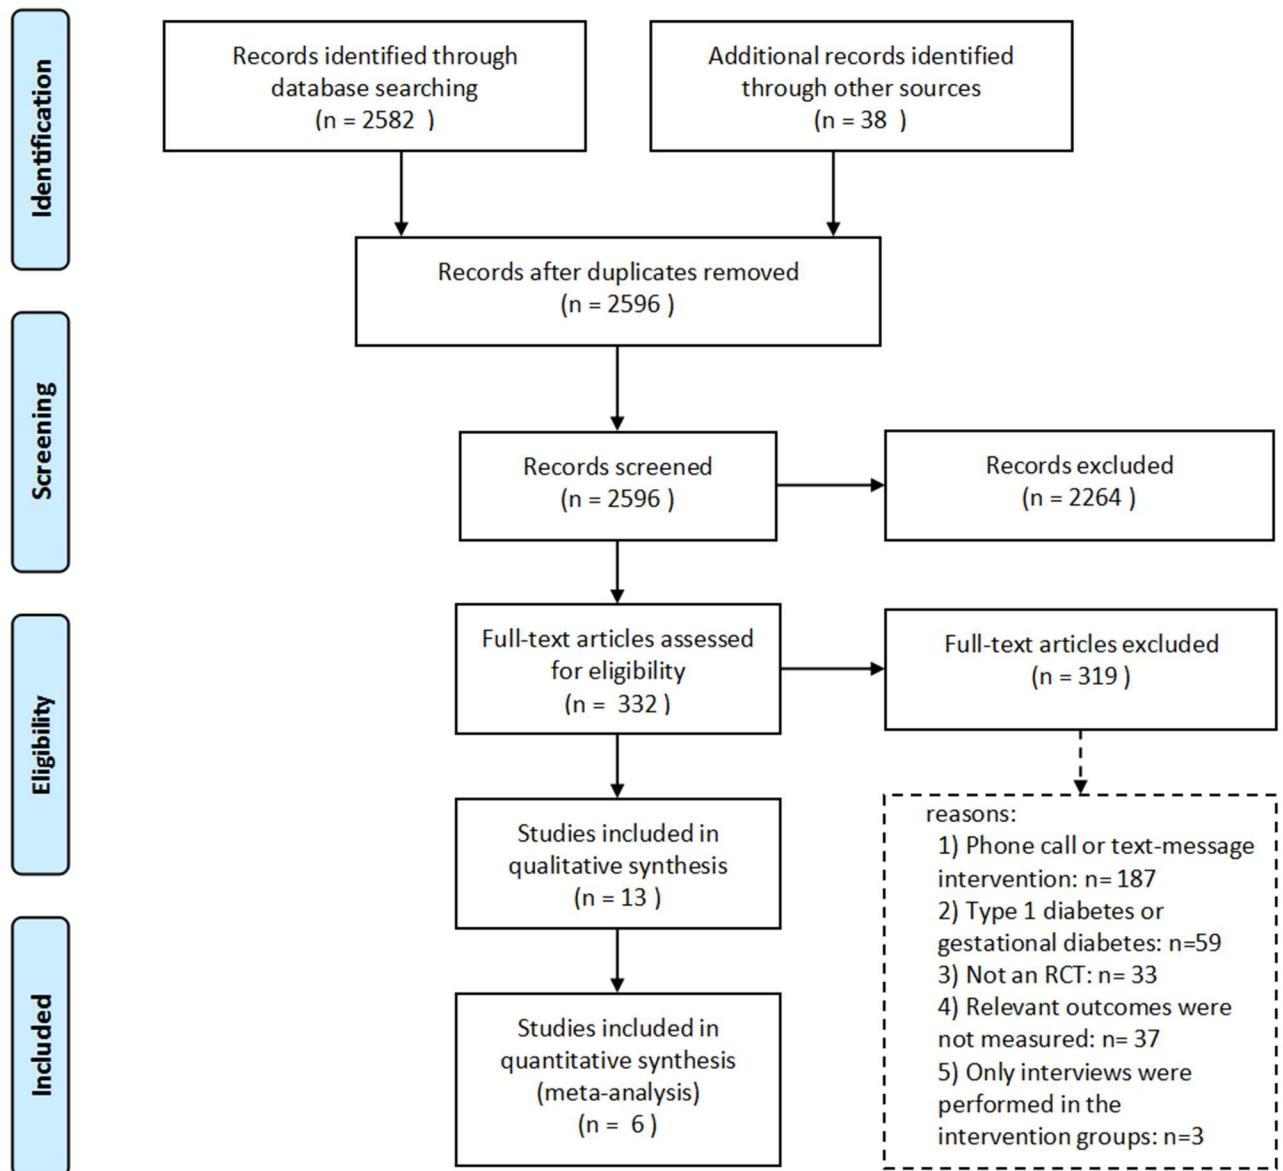 Identification
Records identified through
database searching
(n = 2582  )
Additional records identified
through other sources
(n = 38  )
Records after duplicates removed
(n = 2596 )
Screening
Records screened
(n = 2596 )
Records excluded
(n = 2264 )
Eligibility
Full-text articles assessed
for eligibility
(n =  332 )
Full-text articles excluded
(n = 319 )
reasons:
1) Phone call or text-message
intervention: n= 187
2) Type 1 diabetes or
gestational diabetes: n=59
3) Not an RCT: n= 33
4) Relevant outcomes were
not measured: n= 37
5) Only interviews were
performed in the
intervention groups: n=3
Studies included in
qualitative synthesis
(n = 13 )
Included
Studies included in
quantitative synthesis
(meta-analysis)
(n =  6 )